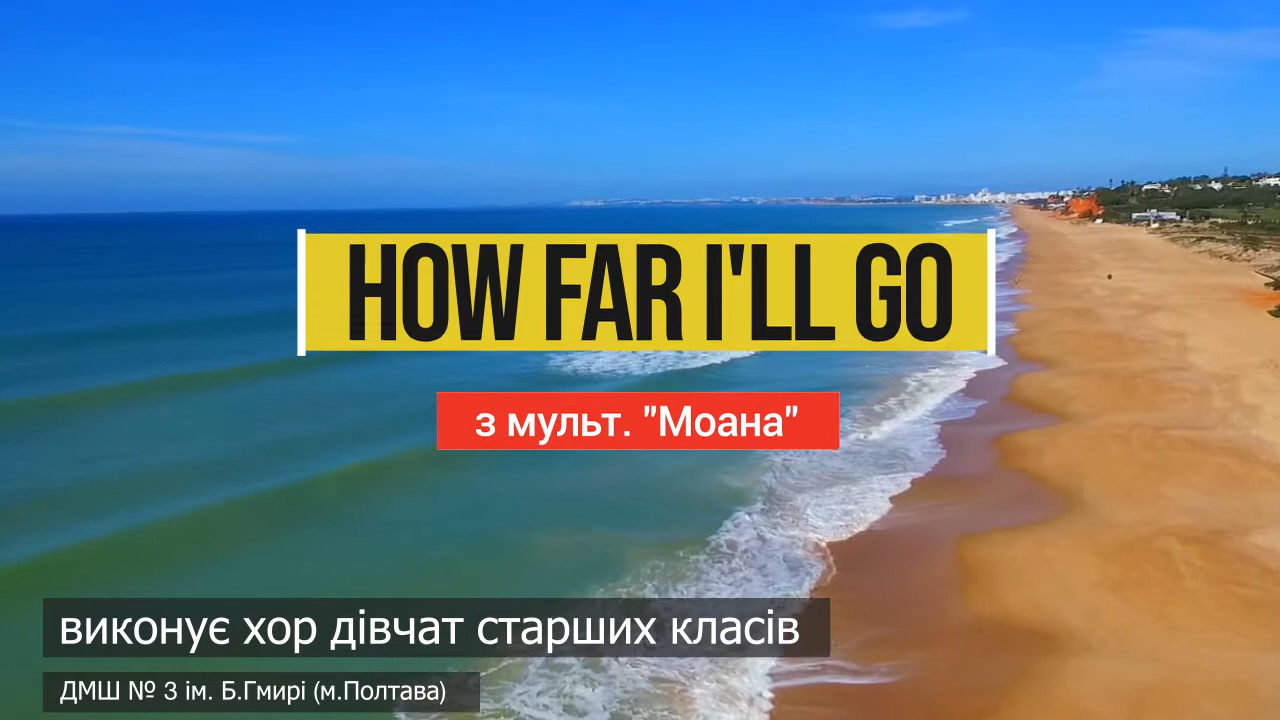 HOW FAR I'LL GO
з мульт. "Моана"
виконує хор дівчат старших класів
ДМШ № 3 ім. Б.Гмирі (м.Полтава)